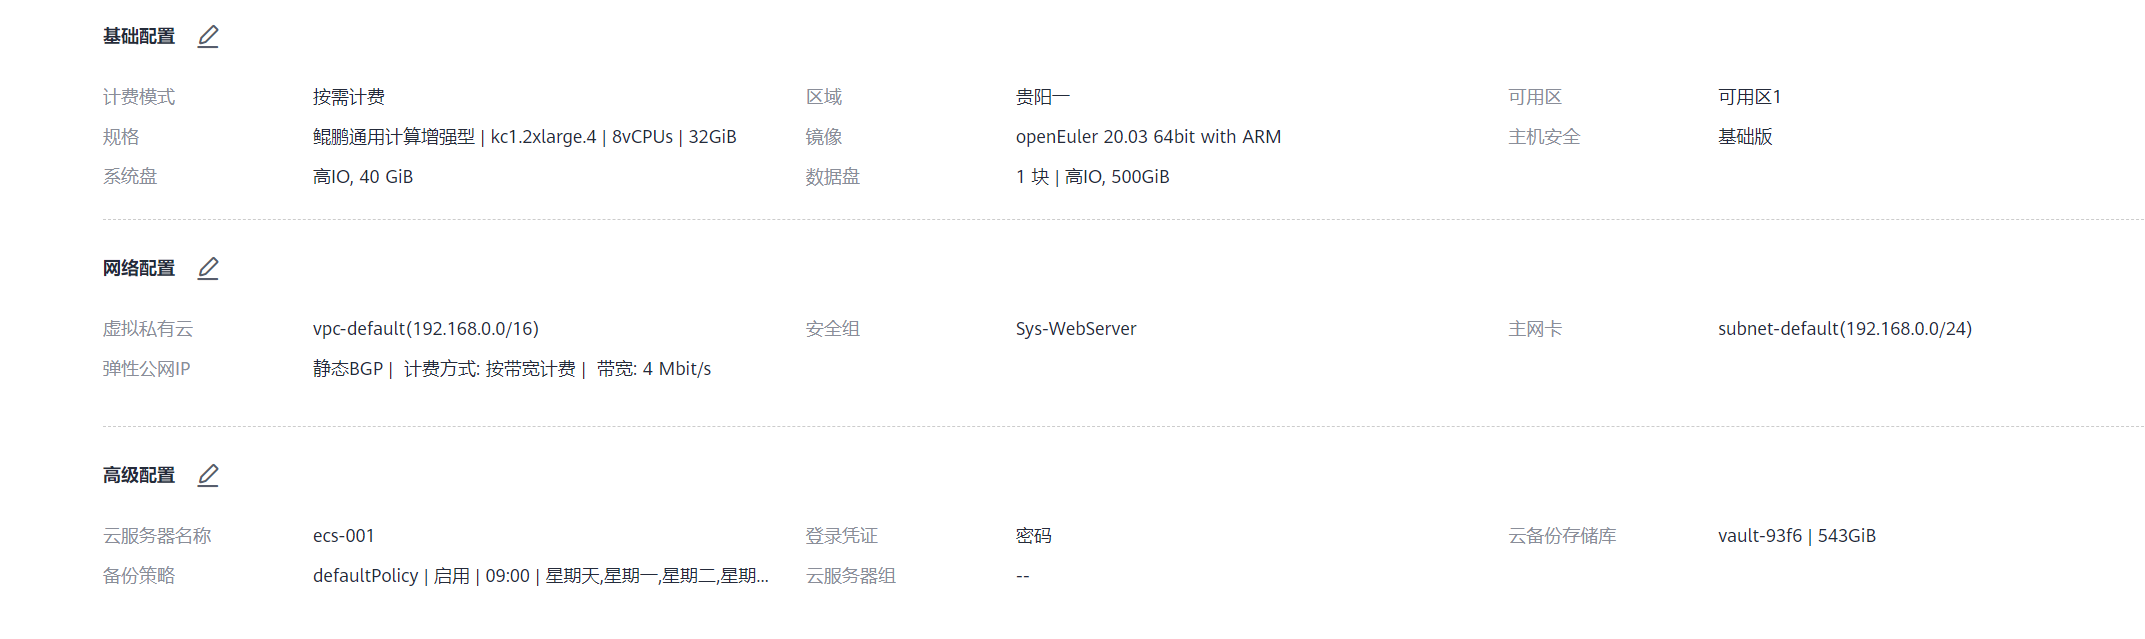 基础配置
计费模式 按需计费 区域 贵阳一 可用区 可用区1
规格 鲲鹏通用计算增强型 | kc1.2xlarge.4 | 8vCPUs | 32GiB 镜像 openEuler 20.03 64bit with ARM 主机安全 基础版
系统盘 高IO, 40 GiB 数据盘 1 块 | 高IO, 500GiB
网络配置
虚拟私有云 vpc-default(192.168.0.0/16) 安全组 Sys-WebServer 主网卡 subnet-default(192.168.0.0/24)
弹性公网IP 静态BGP | 计费方式: 按带宽计费 | 带宽: 4 Mbit/s
高级配置
云服务器名称 ecs-001 登录凭证 密码 云备份存储库 vault-93f6 | 543GiB
备份策略 defaultPolicy | 启用 | 09:00 | 星期天,星期一,星期二,星期... 云服务器组 --